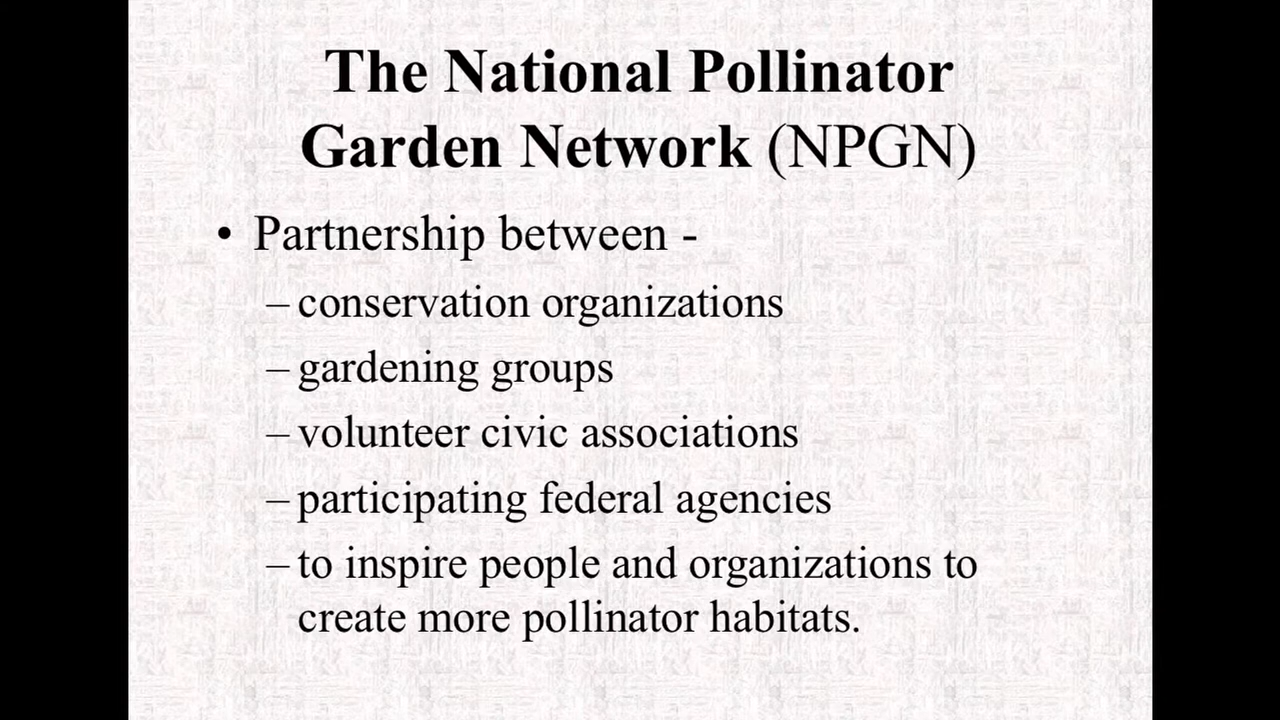 The National Pollinator
Garden Network (NPGN)
• Partnership between -
– conservation organizations
– gardening groups
– volunteer civic associations
– participating federal agencies
– to inspire people and organizations to
create more pollinator habitats.